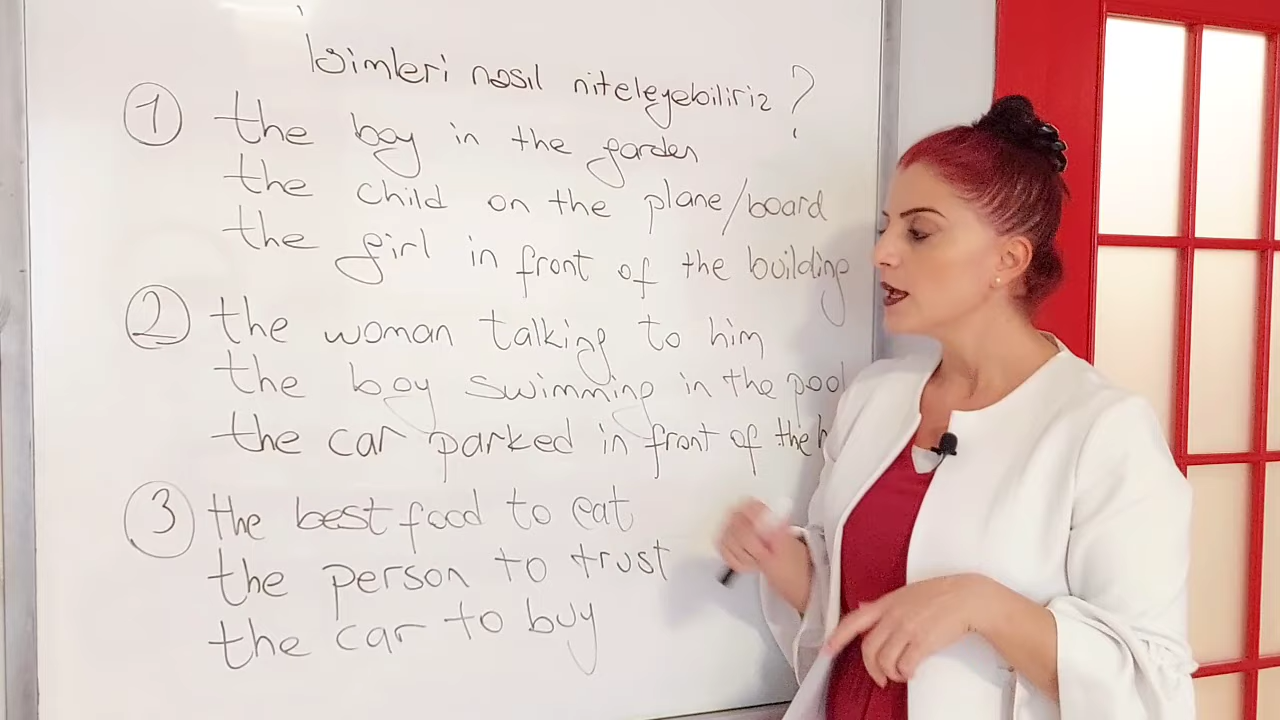 İsimleri nasıl niteleyebiliriz ?
1 the boy in the garden
the child on the plane/board
the girl in front of the building
2 the woman talking to him
the boy swimming in the pool
the car parked in front of the
3 the best food to eat
the person to trust
the car to buy